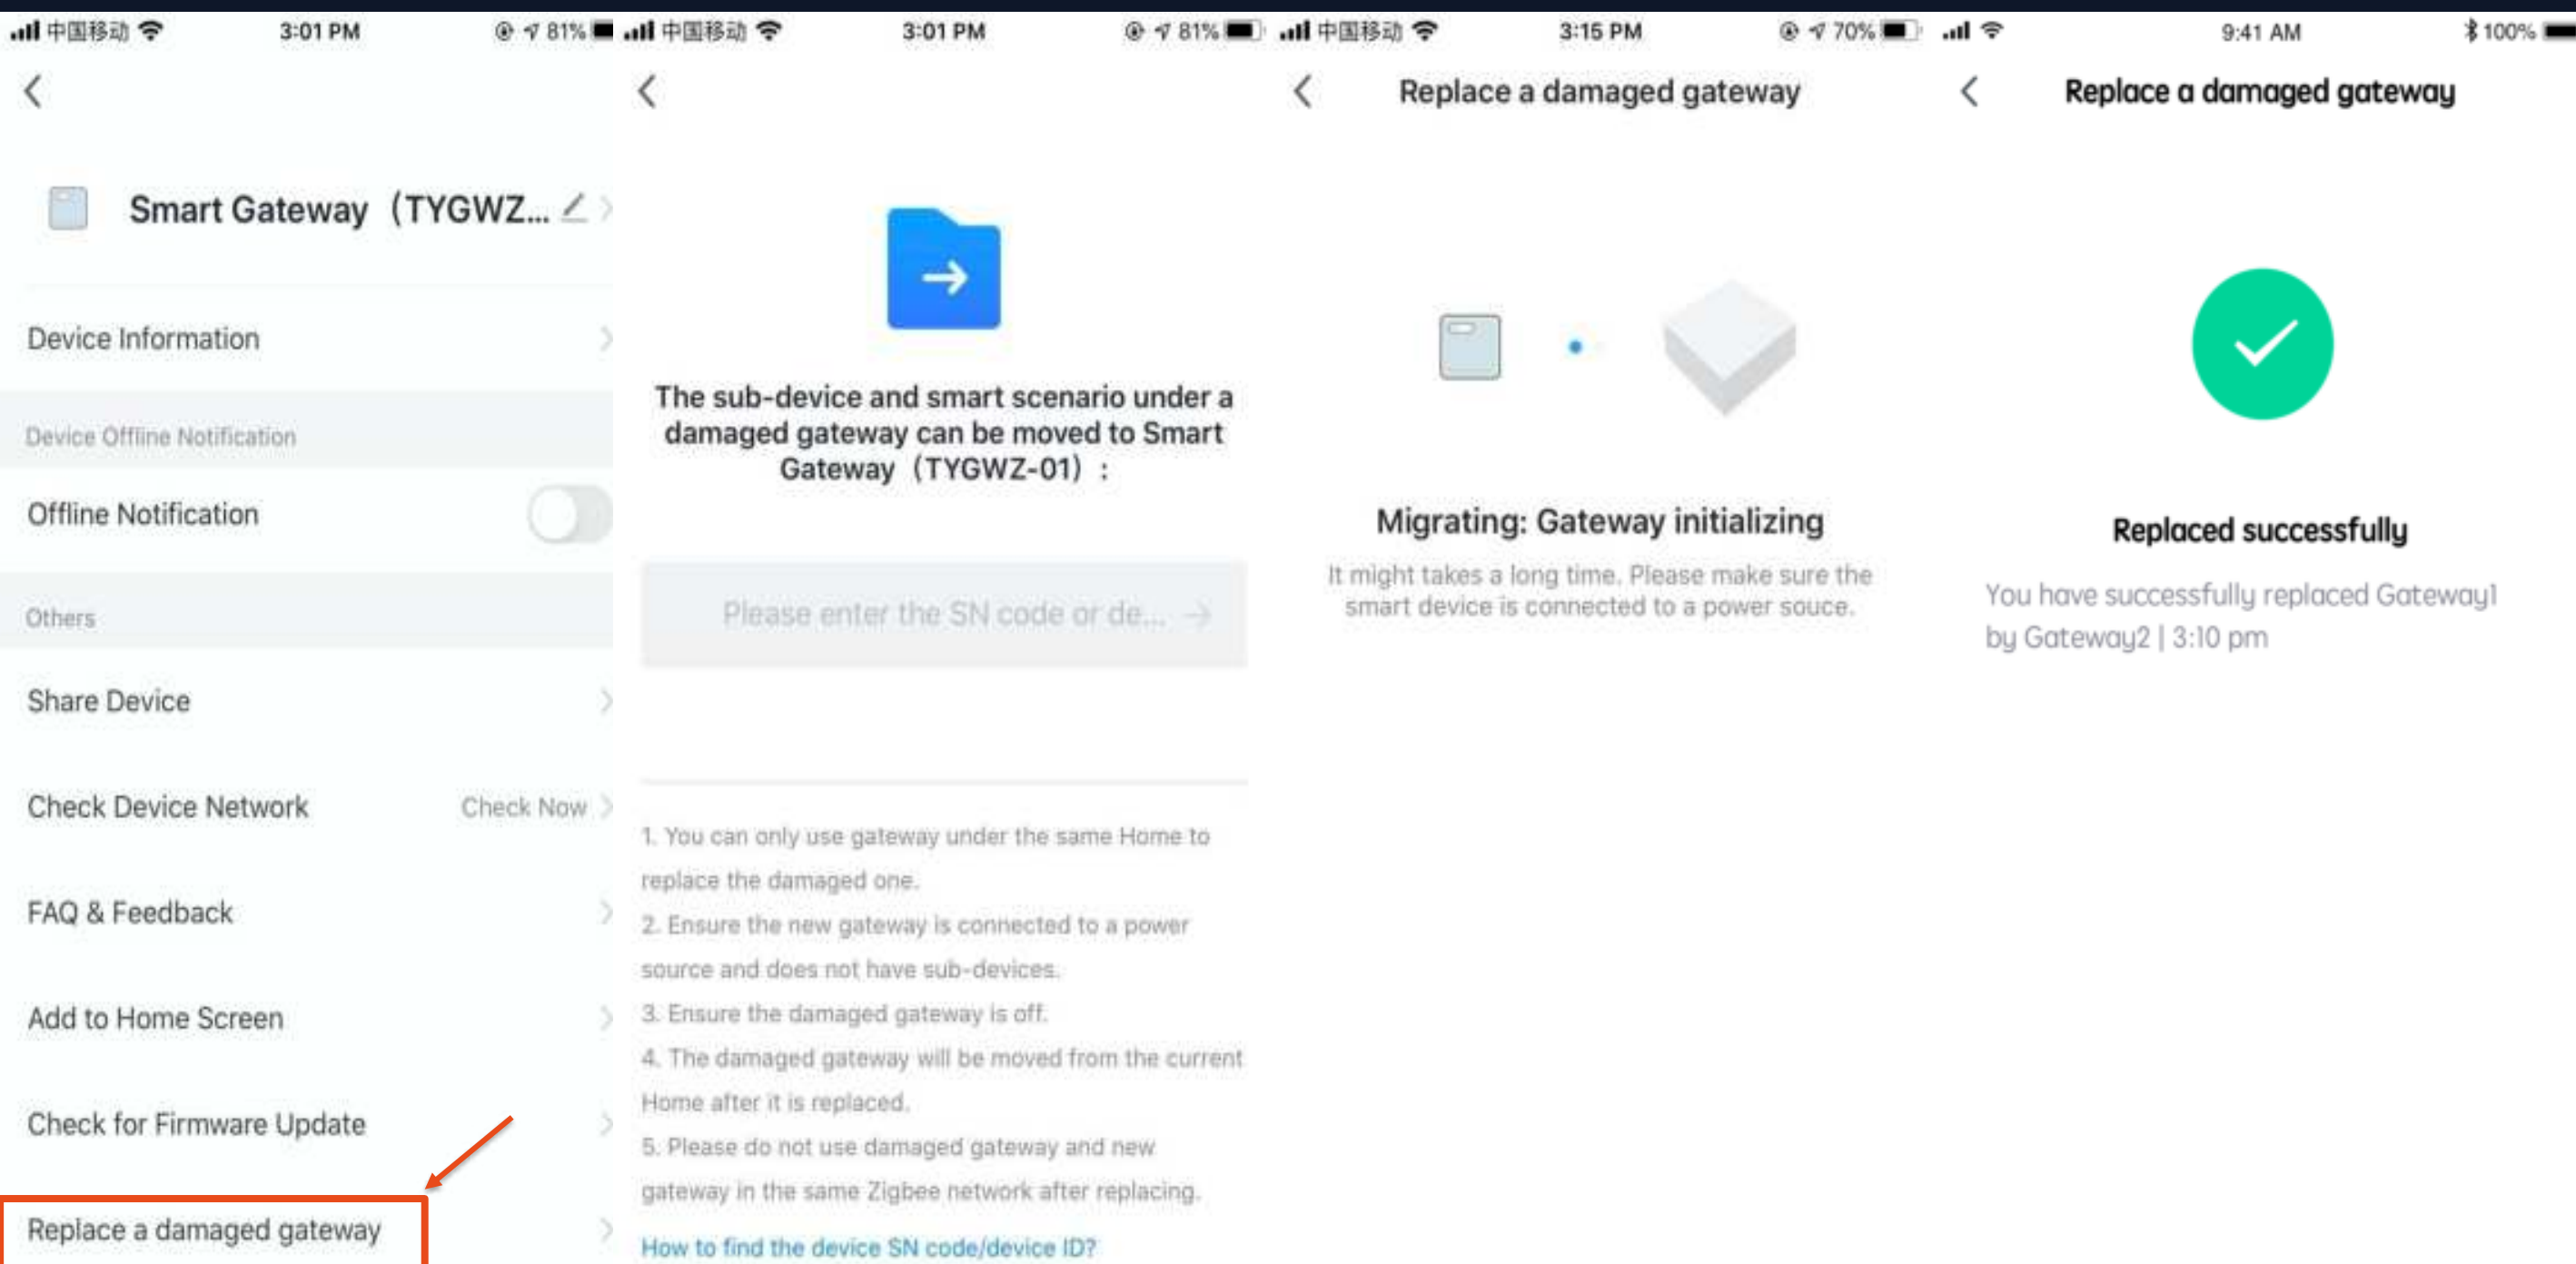 中国移动 3:01 PM 81%
Smart Gateway（TYGWZ...
Device Information
Device Offline Notification
Offline Notification
Others
Share Device
Check Device Network Check Now
FAQ & Feedback
Add to Home Screen
Check for Firmware Update
Replace a damaged gateway
中国移动 3:01 PM 81%
The sub-device and smart scenario under a
damaged gateway can be moved to Smart
Gateway（TYGWZ-01）:
Please enter the SN code or de...
1. You can only use gateway under the same Home to
replace the damaged one.
2. Ensure the new gateway is connected to a power
source and does not have sub-devices.
3. Ensure the damaged gateway is off.
4. The damaged gateway will be moved from the current
Home after it is replaced.
5. Please do not use damaged gateway and new
gateway in the same Zigbee network after replacing.
How to find the device SN code/device ID?
中国移动 3:15 PM 70%
Replace a damaged gateway
Migrating: Gateway initializing
It might takes a long time. Please make sure the
smart device is connected to a power souce.
9:41 AM 100%
Replace a damaged gateway
Replaced successfully
You have successfully replaced Gateway1
by Gateway2 | 3:10 pm